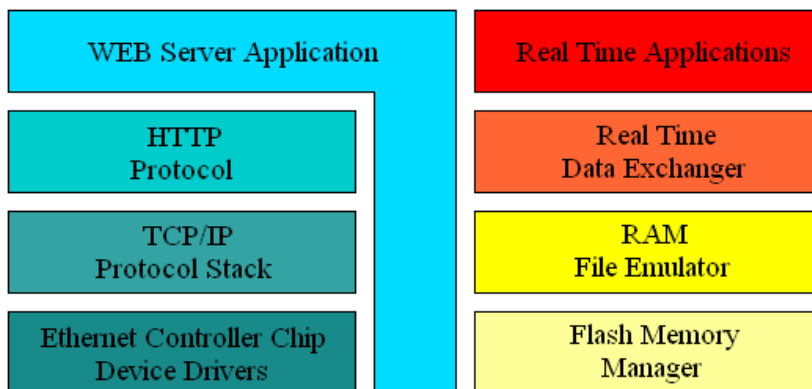 WEB Server Application
HTTP
Protocol
TCP/IP
Protocol Stack
Ethernet Controller Chip
Device Drivers
Real Time Applications
Real Time
Data Exchanger
RAM
File Emulator
Flash Memory
Manager